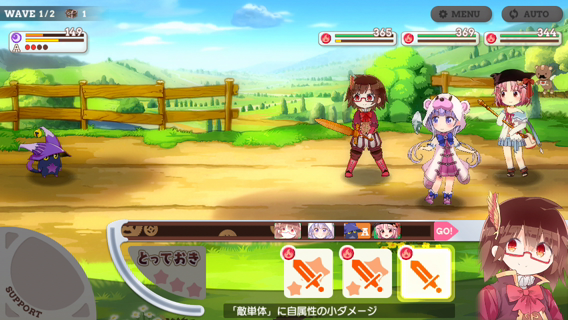 WAVE 1/2 1
MENU
AUTO
149
A
365
369
344
GO!
とっておき
SUPPORT
「敵単体」に自属性の小ダメージ